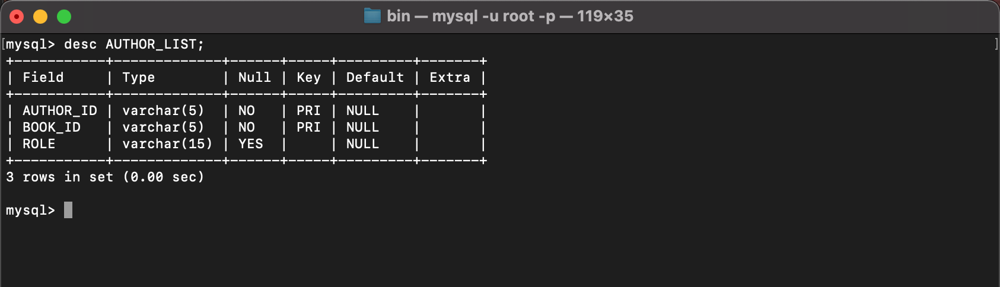 bin — mysql -u root -p — 119×35
[mysql> desc AUTHOR_LIST; ]
+-----------+-------------+------+-----+---------+-------+
| Field     | Type        | Null | Key | Default | Extra |
+-----------+-------------+------+-----+---------+-------+
| AUTHOR_ID | varchar(5)  | NO   | PRI | NULL    |       |
| BOOK_ID   | varchar(5)  | NO   | PRI | NULL    |       |
| ROLE      | varchar(15) | YES  |     | NULL    |       |
+-----------+-------------+------+-----+---------+-------+
3 rows in set (0.00 sec)
mysql>